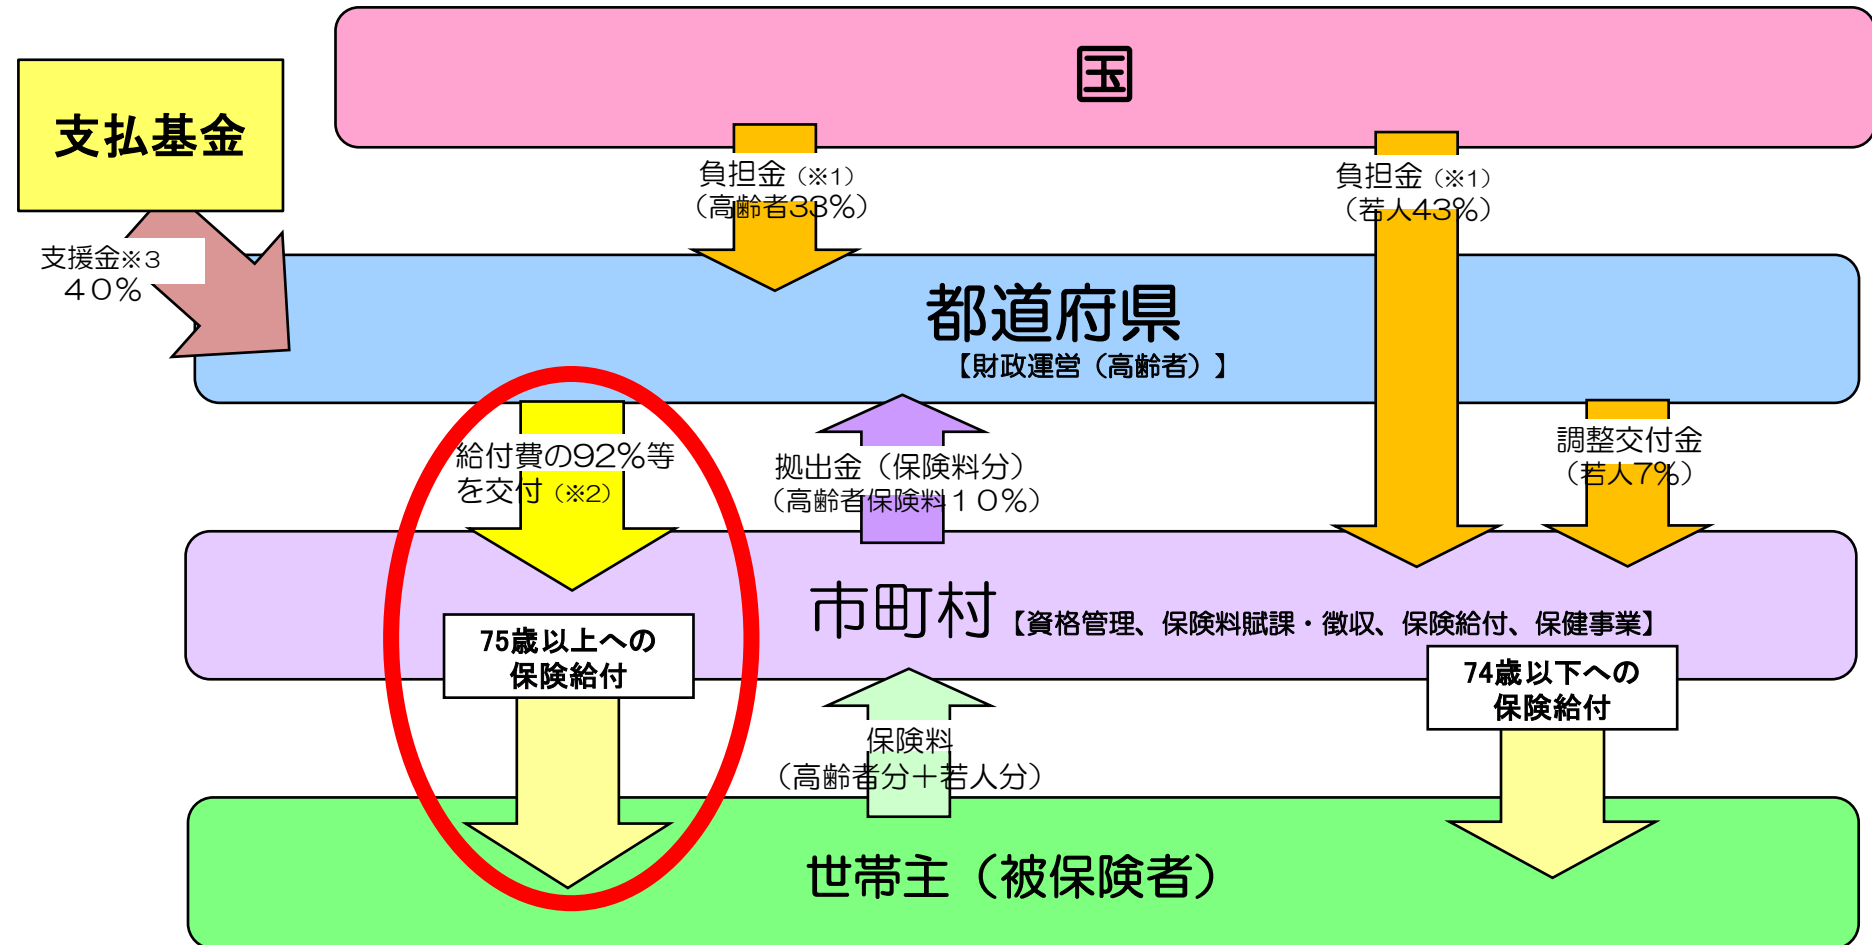 国
支払基金
負担金（※1）
（高齢者33％）
負担金（※1）
（若人43％）
支援金※3
４０％
都道府県
【財政運営（高齢者）】
給付費の92％等
を交付（※2）
拠出金（保険料分）
（高齢者保険料１０％）
調整交付金
（若人7％）
市町村【資格管理、保険料賦課・徴収、保険給付、保健事業】
75歳以上への
保険給付
74歳以下への
保険給付
保険料
（高齢者分＋若人分）
世帯主（被保険者）